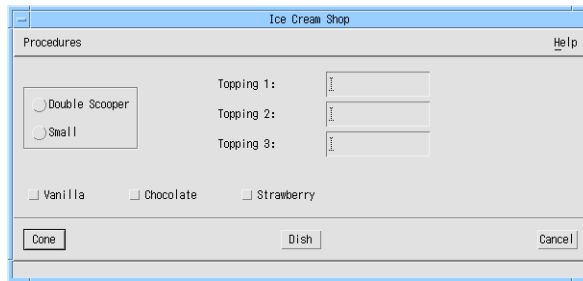 Ice Cream Shop
Procedures Help
Topping 1:
Double Scooper
Topping 2:
Small
Topping 3:
Vanilla Chocolate Strawberry
Cone Dish Cancel